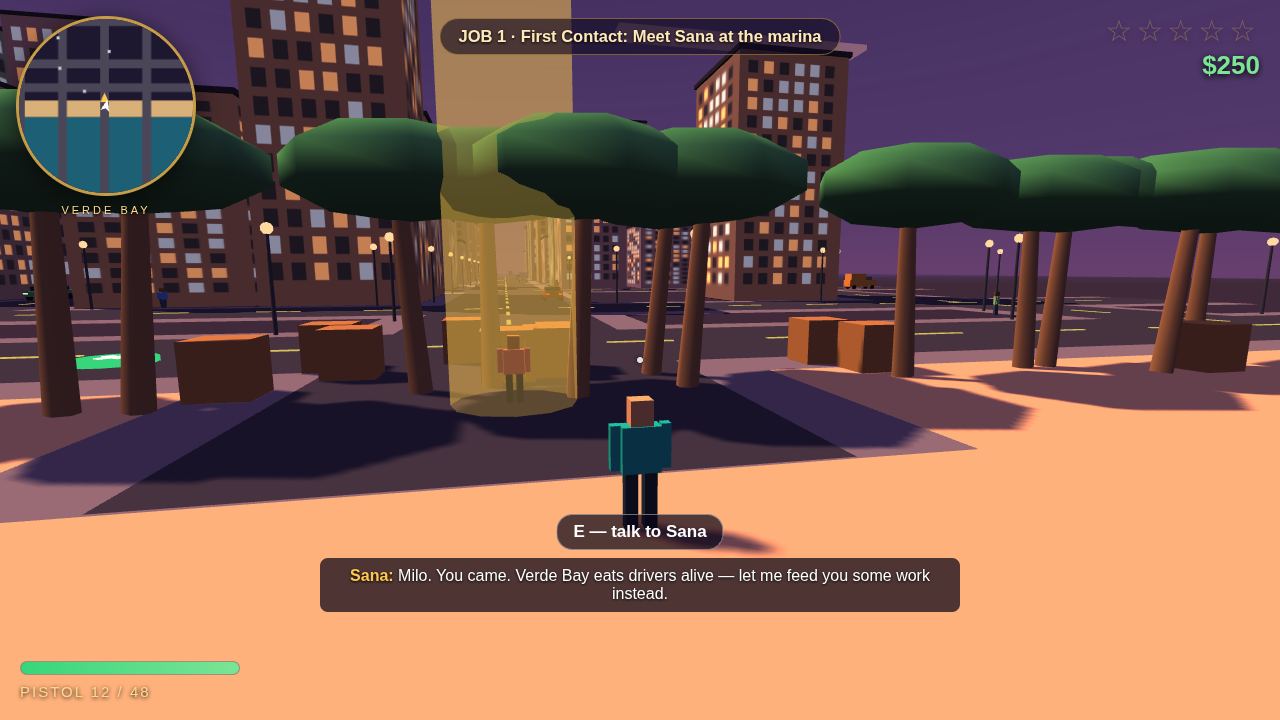 JOB 1 · First Contact: Meet Sana at the marina
☆ ☆ ☆ ☆ ☆
$250
VERDE BAY
E — talk to Sana
Sana: Milo. You came. Verde Bay eats drivers alive — let me feed you some work
instead.
PISTOL 12 / 48